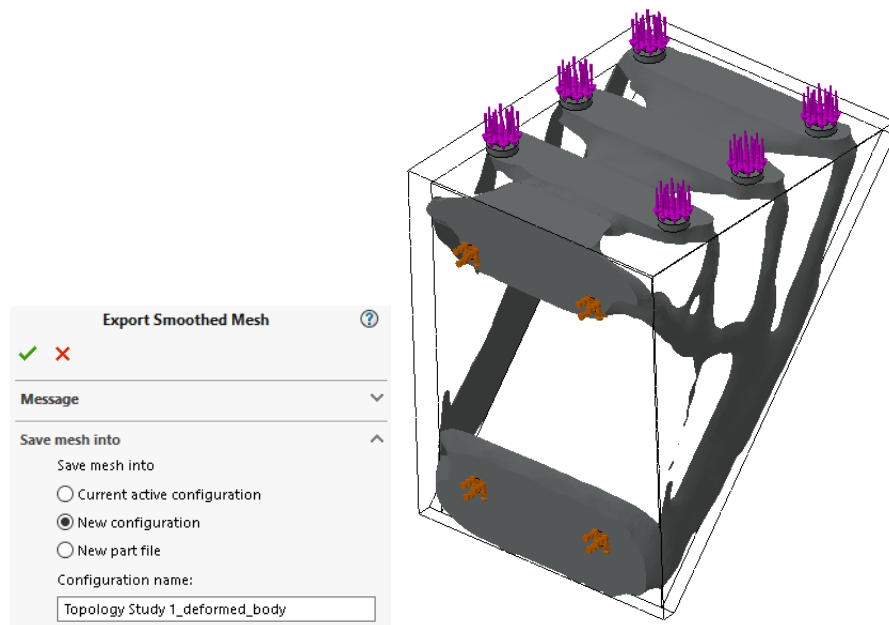 Export Smoothed Mesh
Message
Save mesh into
Save mesh into
Current active configuration
New configuration
New part file
Configuration name:
Topology Study 1_deformed_body